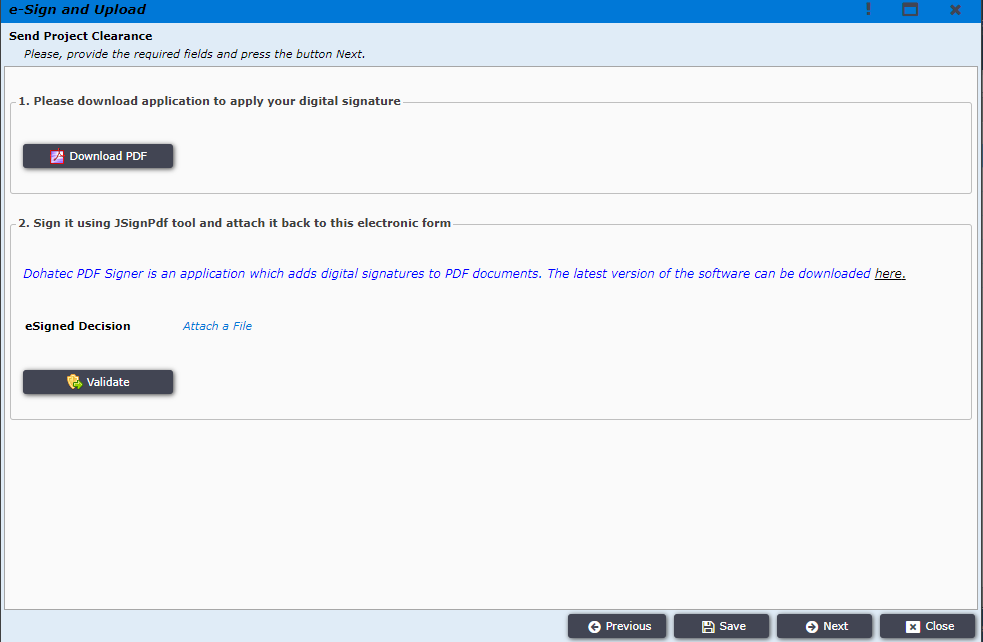 e-Sign and Upload
Send Project Clearance
Please, provide the required fields and press the button Next.
1. Please download application to apply your digital signature
Download PDF
2. Sign it using JSignPdf tool and attach it back to this electronic form
Dohatec PDF Signer is an application which adds digital signatures to PDF documents. The latest version of the software can be downloaded here.
eSigned Decision Attach a File
Validate
Previous Save Next Close